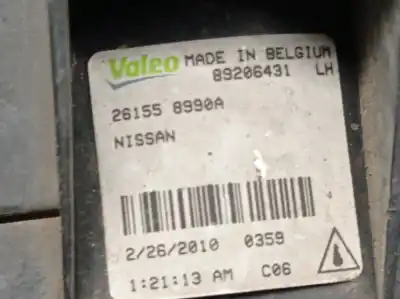 Valeo MADE IN BELGIUM
89206431 LH
26155 8990A
NISSAN
2/26/2010 0359
1:21:13 AM C06